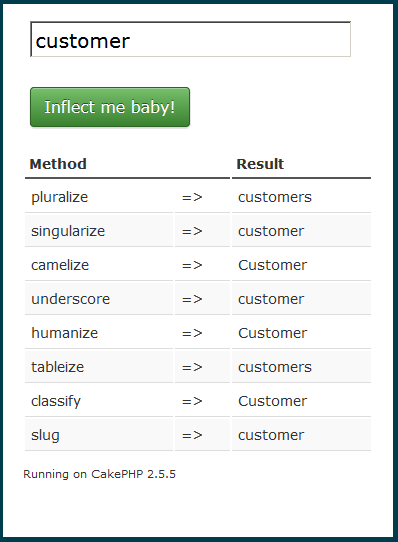 customer
Inflect me baby!
Method Result
pluralize => customers
singularize => customer
camelize => Customer
underscore => customer
humanize => Customer
tableize => customers
classify => Customer
slug => customer
Running on CakePHP 2.5.5